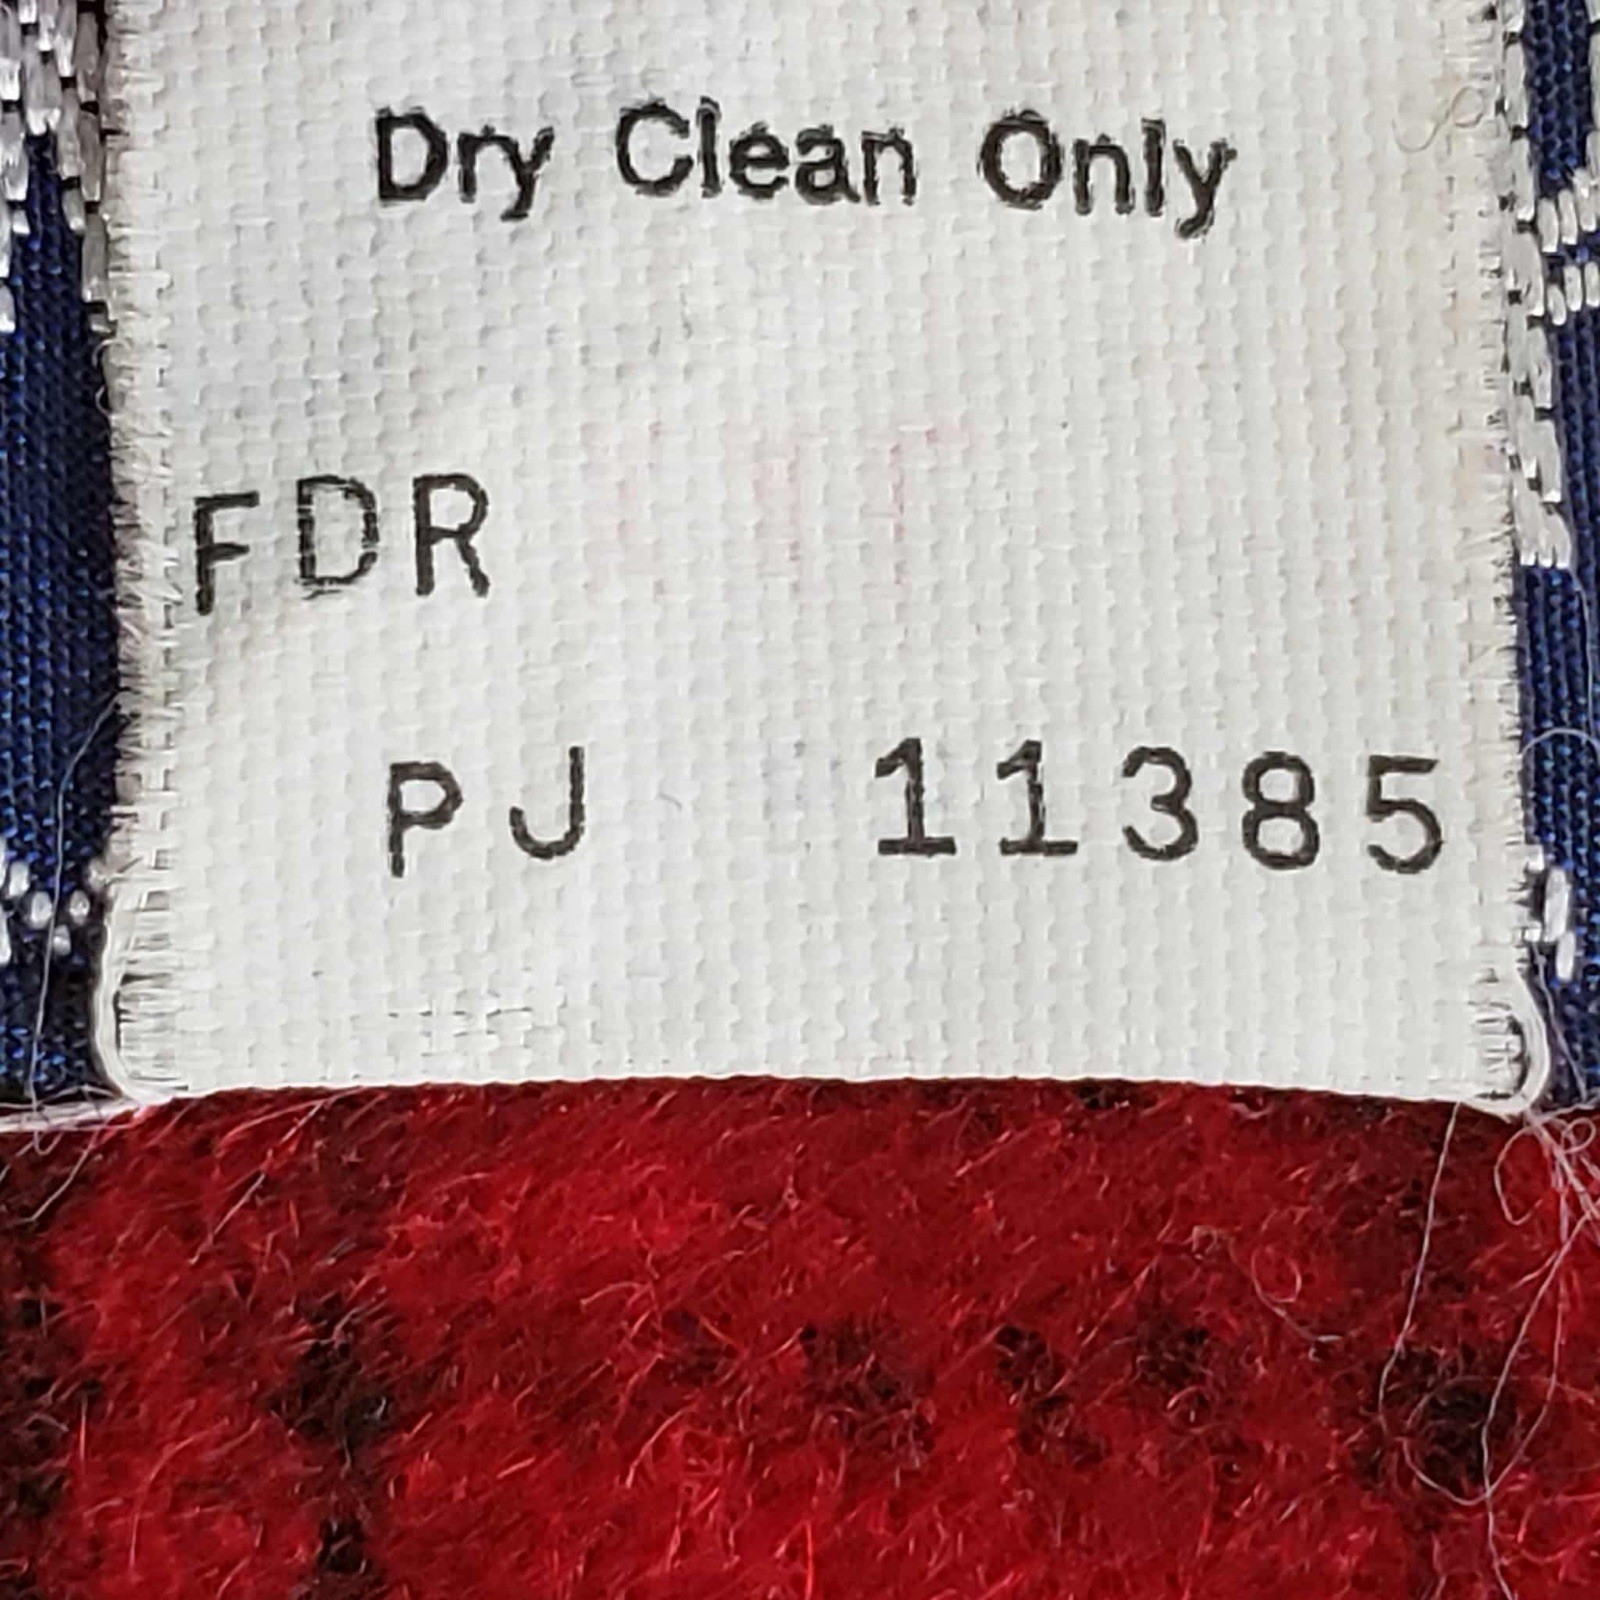 Dry Clean Only
FDR
PJ 11385